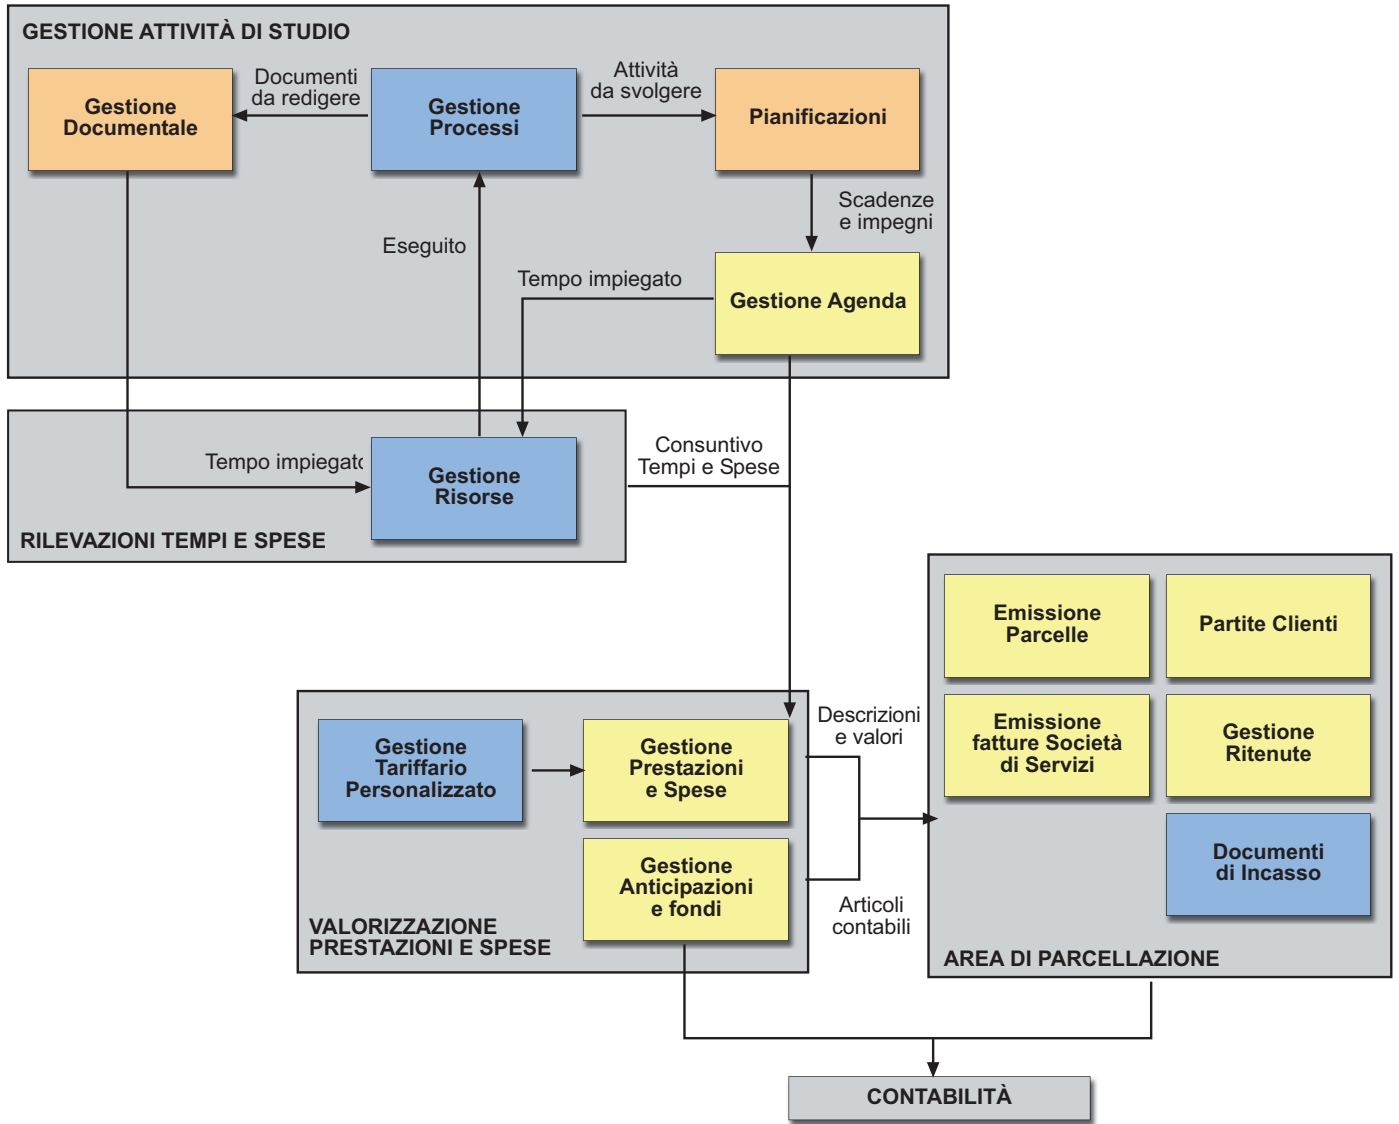 GESTIONE ATTIVITÀ DI STUDIO
Gestione
Documentale
Documenti
da redigere
Gestione
Processi
Attività
da svolgere
Pianificazioni
Scadenze
e impegni
Eseguito
Tempo impiegato
Gestione Agenda
Tempo impiegato
Gestione
Risorse
Consuntivo
Tempi e Spese
RILEVAZIONI TEMPI E SPESE
Emissione
Parcelle
Partite Clienti
Emissione
fatture Società
di Servizi
Gestione
Ritenute
Documenti
di Incasso
AREA DI PARCELLAZIONE
Gestione
Tariffario
Personalizzato
Gestione
Prestazioni
e Spese
Descrizioni
e valori
Gestione
Anticipazioni
e fondi
Articoli
contabili
VALORIZZAZIONE
PRESTAZIONI E SPESE
CONTABILITÀ